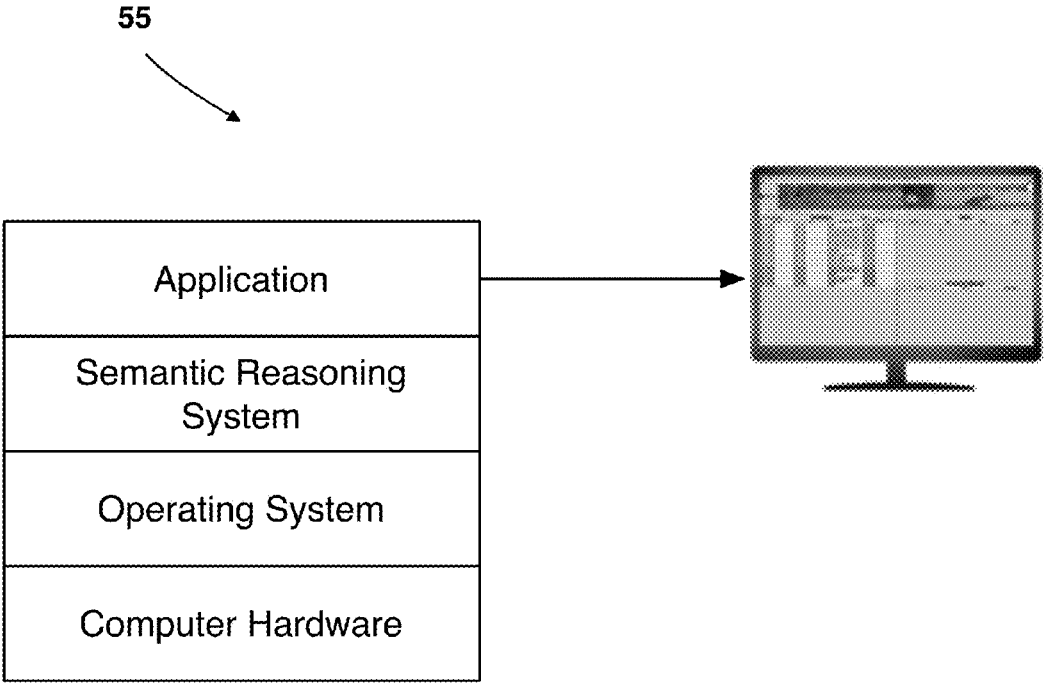 55
Application
Semantic Reasoning
System
Operating System
Computer Hardware